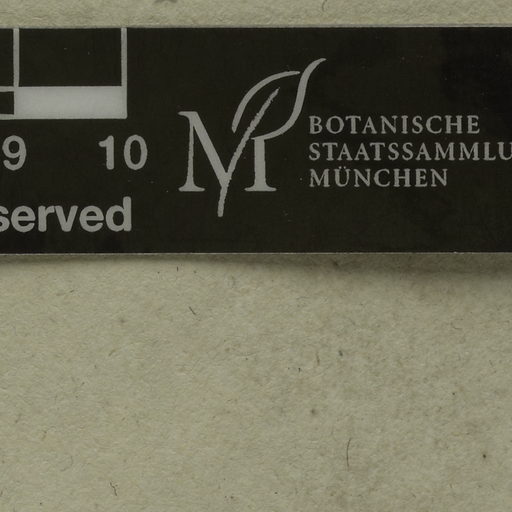 9 10
served
BOTANISCHE
STAATSSAMMLU
MÜNCHEN